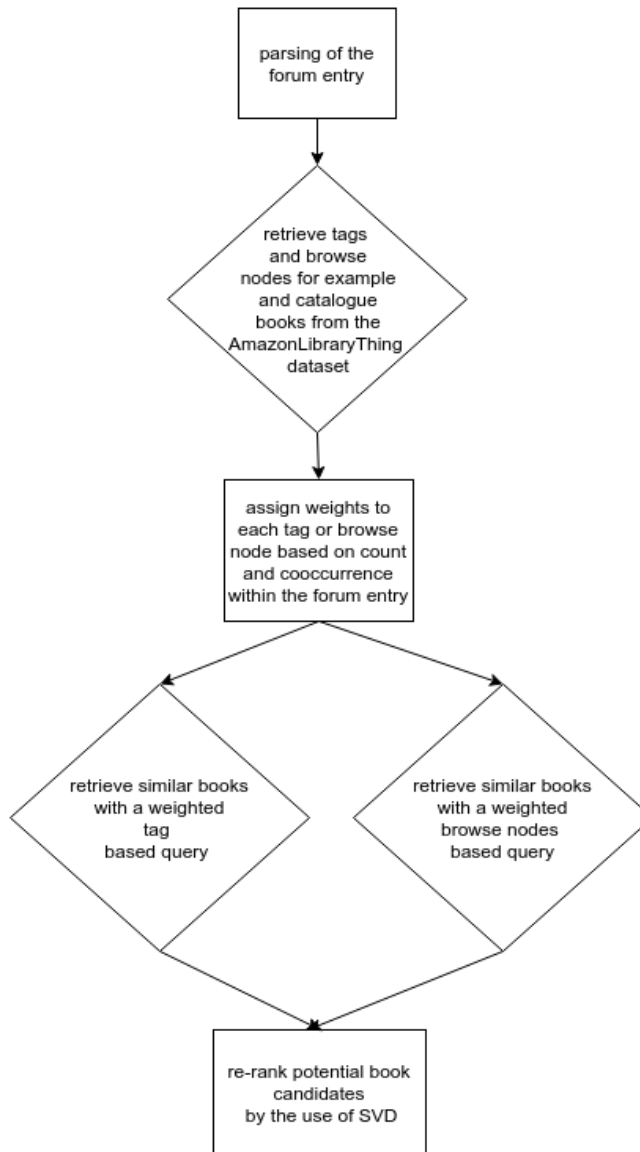 parsing of the
forum entry
retrieve tags
and browse
nodes for example
and catalogue
books from the
AmazonLibraryThing
dataset
assign weights to
each tag or browse
node based on count
and cooccurrence
within the forum entry
retrieve similar books
with a weighted
tag
based query
retrieve similar books
with a weighted
browse nodes
based query
re-rank potential book
candidates
by the use of SVD